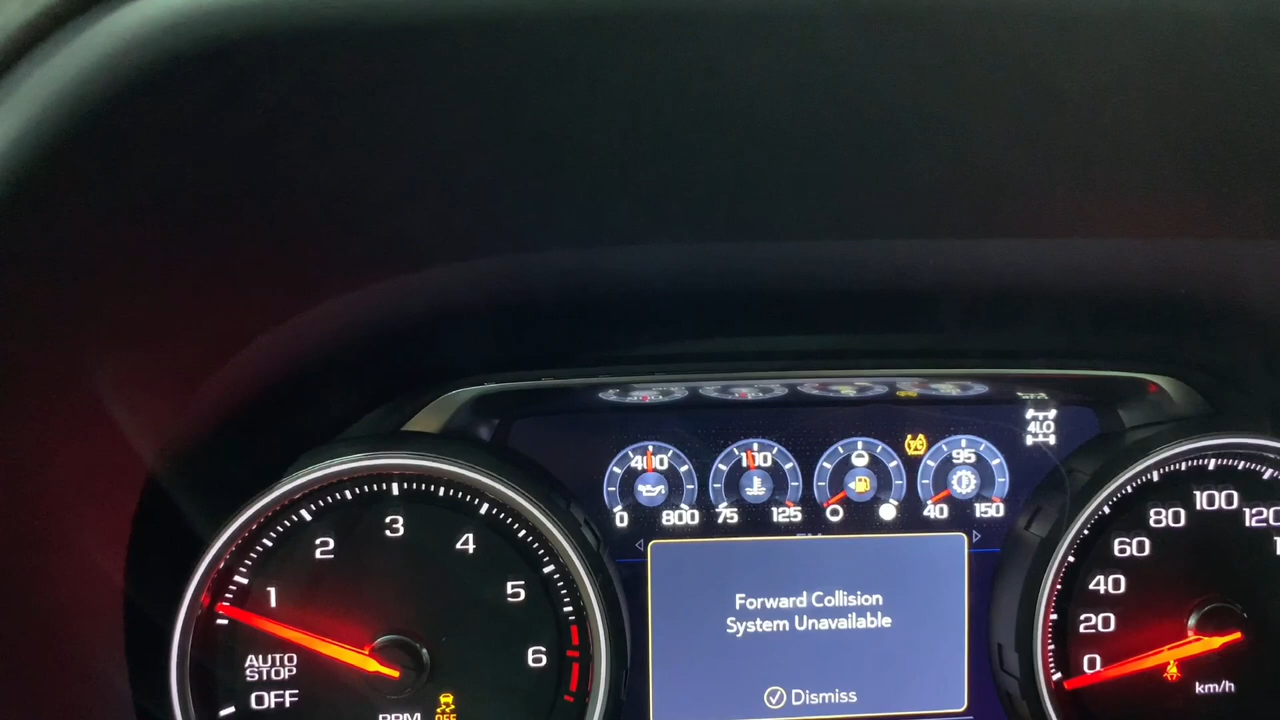 400
0 800
100
75 125
95
40 150
4LO
Forward Collision
System Unavailable
Dismiss
1 2 3 4 5 6
AUTO
STOP
OFF
RPM
OFF
0 20 40 60 80 100 120
km/h